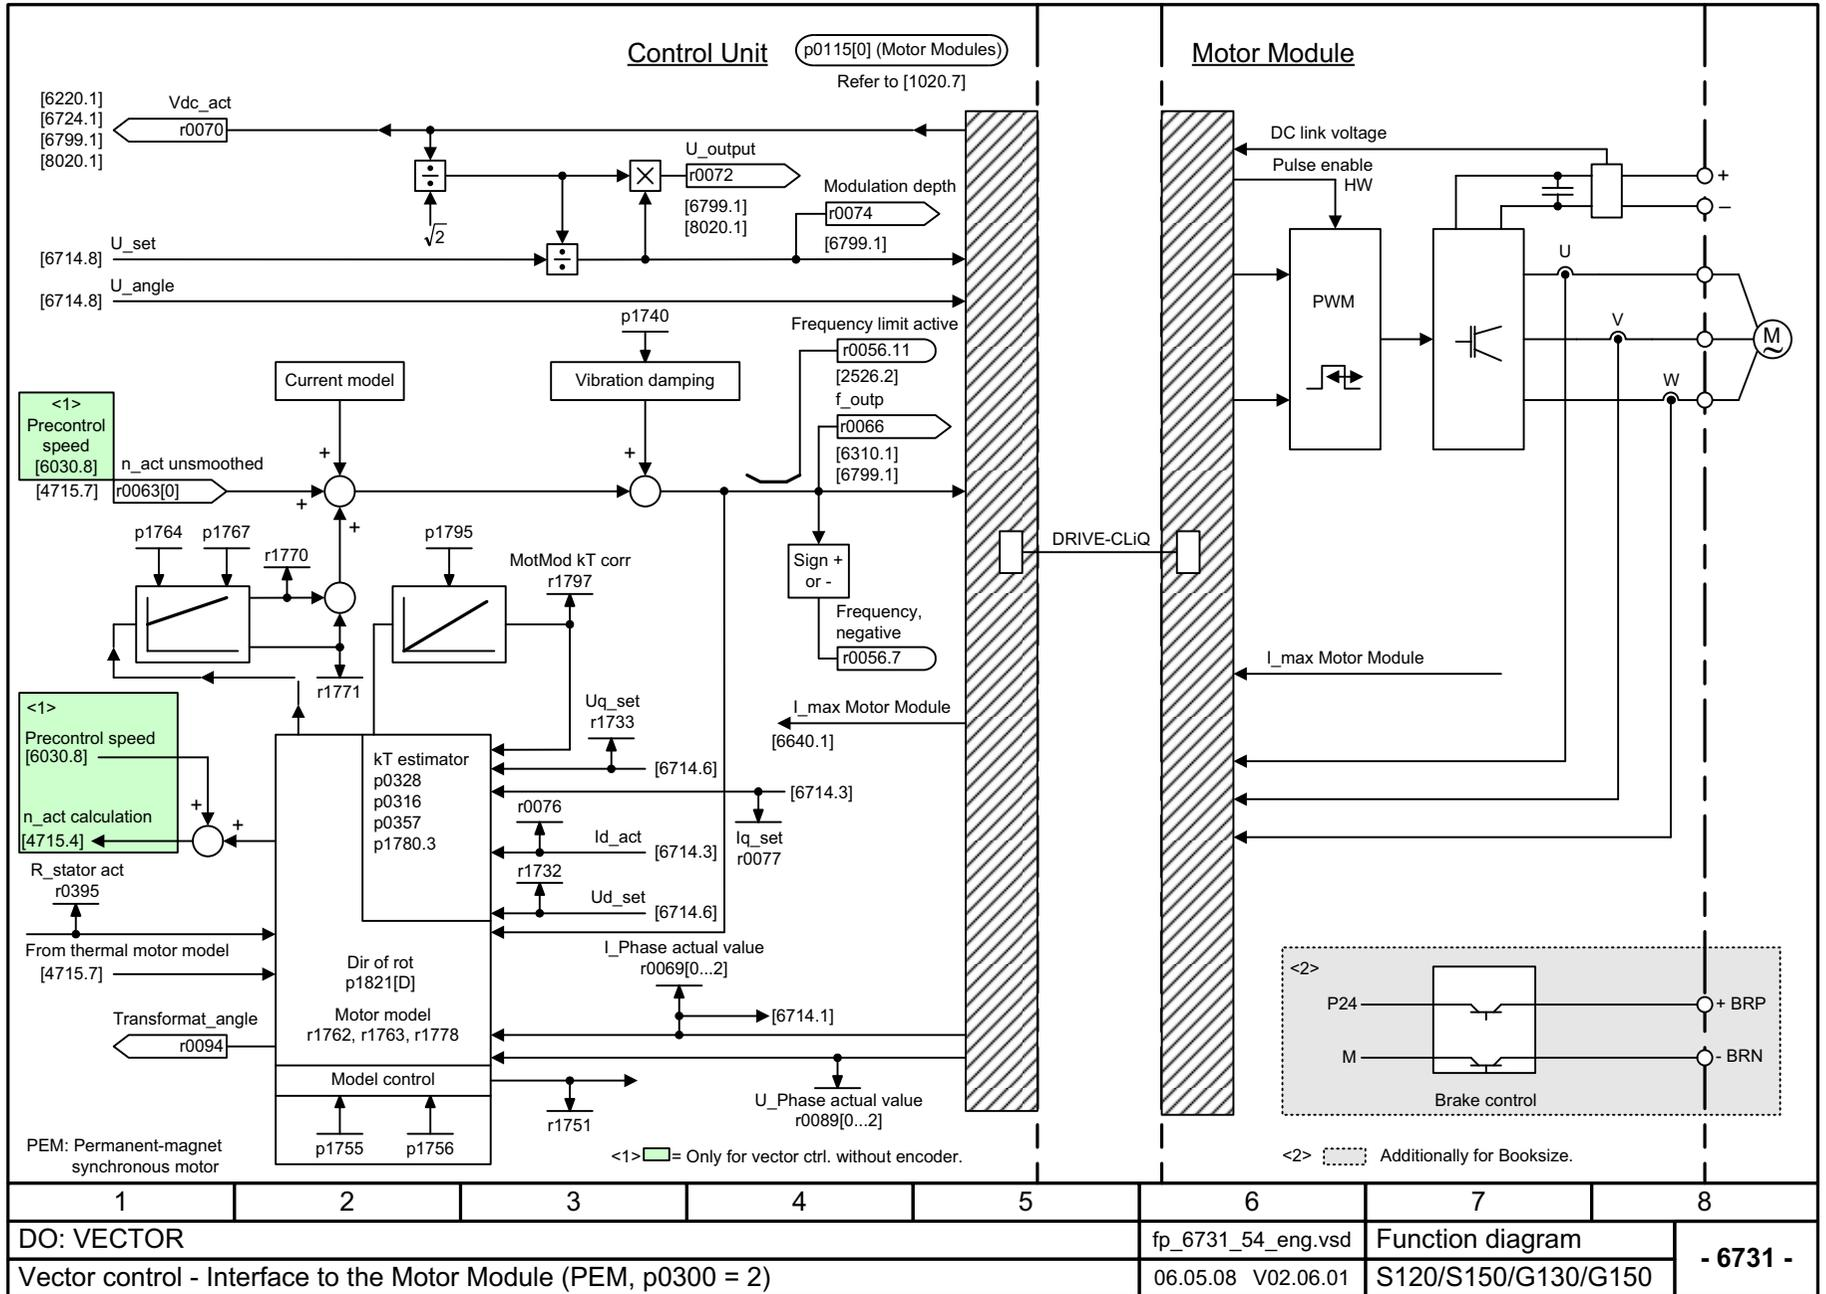 Control Unit
p0115[0] (Motor Modules)
Refer to [1020.7]
Motor Module
[6220.1]
[6724.1]
[6799.1]
[8020.1]
Vdc_act
r0070
÷
√2
×
U_output
r0072
[6799.1]
[8020.1]
Modulation depth
r0074
[6799.1]
[6714.8]
U_set
÷
[6714.8]
U_angle
p1740
Frequency limit active
r0056.11
[2526.2]
f_outp
r0066
[6310.1]
[6799.1]
Current model
Vibration damping
<1>
Precontrol
speed
[6030.8]
n_act unsmoothed
[4715.7]
r0063[0]
+
+
+
+
p1764
p1767
r1770
p1795
MotMod kT corr
r1797
Sign +
or -
Frequency,
negative
r0056.7
r1771
<1>
Precontrol speed
[6030.8]
+
n_act calculation
[4715.4]
+
kT estimator
p0328
p0316
p0357
p1780.3
Uq_set
r1733
[6714.6]
I_max Motor Module
[6640.1]
[6714.3]
Iq_set
r0077
r0076
Id_act
[6714.3]
r1732
Ud_set
[6714.6]
R_stator act
r0395
From thermal motor model
[4715.7]
Dir of rot
p1821[D]
Motor model
r1762, r1763, r1778
I_Phase actual value
r0069[0...2]
[6714.1]
Transformat_angle
r0094
Model control
r1751
U_Phase actual value
r0089[0...2]
p1755
p1756
PEM: Permanent-magnet
synchronous motor
<1> = Only for vector ctrl. without encoder.
DRIVE-CLiQ
DC link voltage
Pulse enable
HW
+
–
PWM
U
V
W
M
~
I_max Motor Module
<2>
P24
M
+ BRP
- BRN
Brake control
<2> Additionally for Booksize.
1 2 3 4 5 6 7 8
DO: VECTOR
fp_6731_54_eng.vsd
Function diagram
- 6731 -
Vector control - Interface to the Motor Module (PEM, p0300 = 2)
06.05.08 V02.06.01
S120/S150/G130/G150